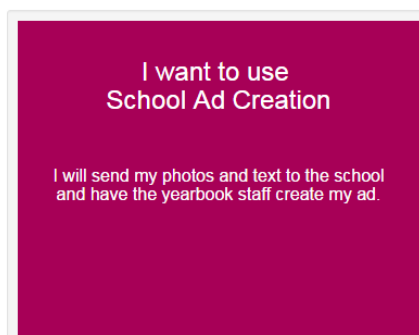 I want to use
School Ad Creation
I will send my photos and text to the school
and have the yearbook staff create my ad.